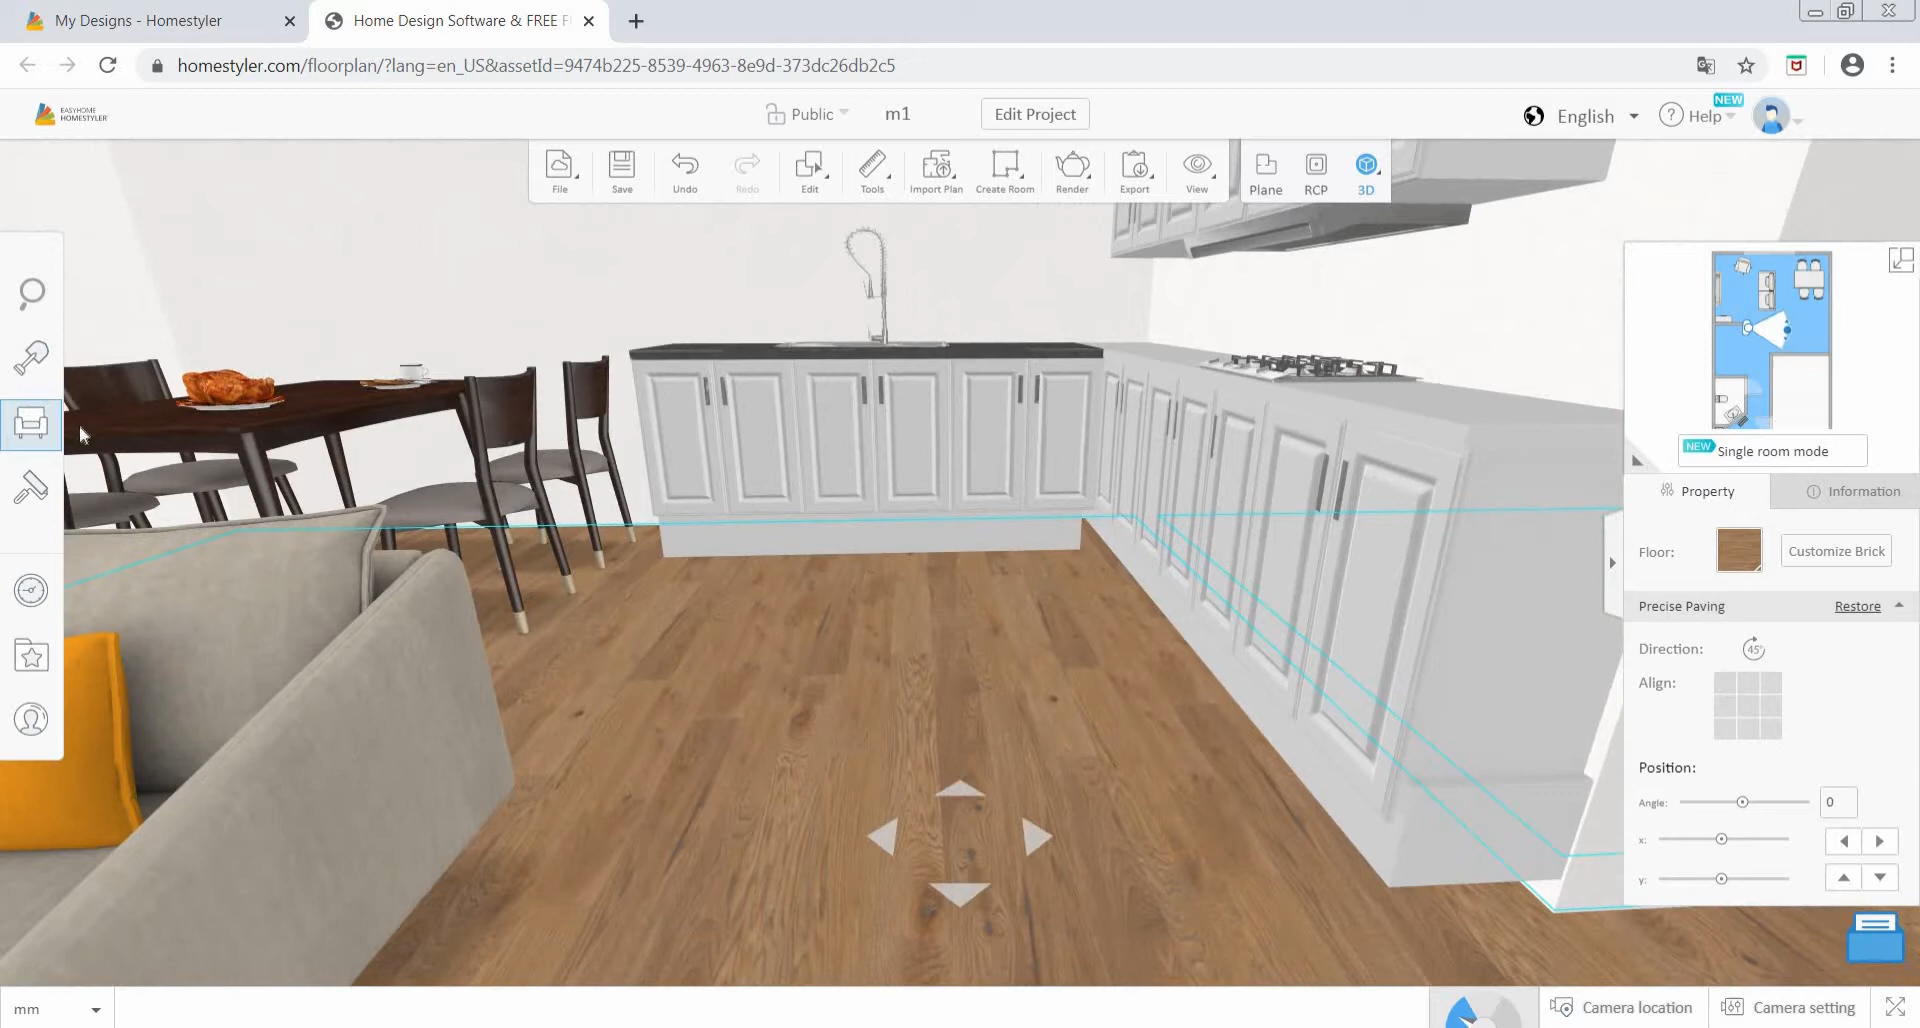 My Designs - Homestyler
Home Design Software & FREE F
homestyler.com/floorplan/?lang=en_US&assetId=9474b225-8539-4963-8e9d-373dc26db2c5
EASYHOME
HOMESTYLER
Public
m1
Edit Project
English
? Help
NEW
File
Save
Undo
Redo
Edit
Tools
Import Plan
Create Room
Render
Export
View
Plane
RCP
3D
NEW
Single room mode
Property
Information
Floor:
Customize Brick
Precise Paving
Restore
Direction:
45°
Align:
Position:
Angle:
0
x:
y:
mm
Camera location
Camera setting